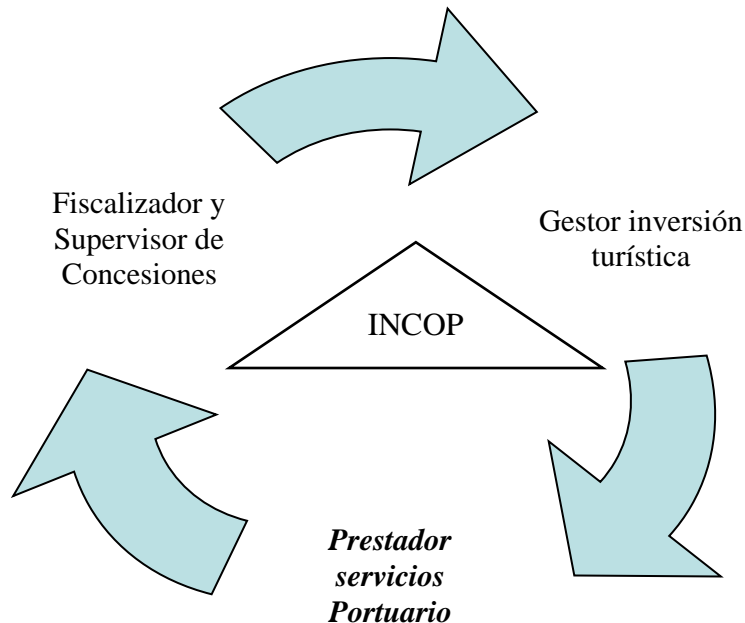 Fiscalizador y
Supervisor de
Concesiones
Gestor inversión
turística
INCOP
Prestador
servicios
Portuario